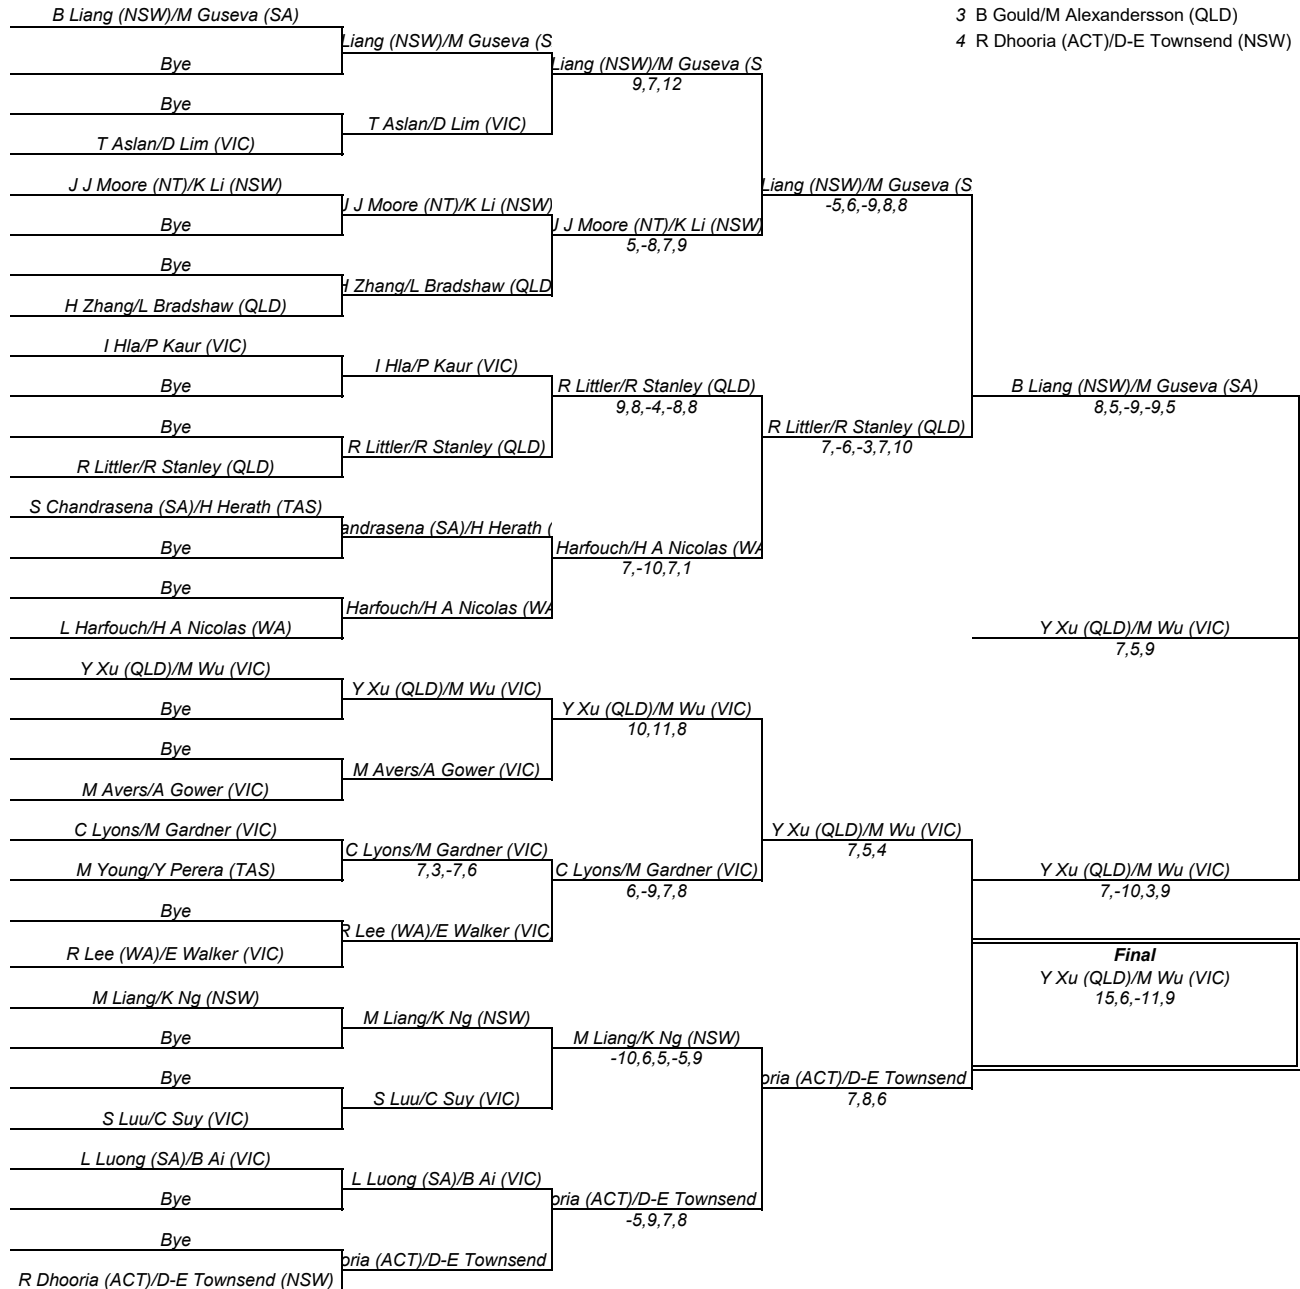 3 B Gould/M Alexandersson (QLD)
4 R Dhooria (ACT)/D-E Townsend (NSW)
B Liang (NSW)/M Guseva (SA)
Bye
Bye
T Aslan/D Lim (VIC)
J J Moore (NT)/K Li (NSW)
Bye
Bye
H Zhang/L Bradshaw (QLD)
I Hla/P Kaur (VIC)
Bye
Bye
R Littler/R Stanley (QLD)
S Chandrasena (SA)/H Herath (TAS)
Bye
Bye
L Harfouch/H A Nicolas (WA)
Y Xu (QLD)/M Wu (VIC)
Bye
Bye
M Avers/A Gower (VIC)
C Lyons/M Gardner (VIC)
M Young/Y Perera (TAS)
Bye
R Lee (WA)/E Walker (VIC)
M Liang/K Ng (NSW)
Bye
Bye
S Luu/C Suy (VIC)
L Luong (SA)/B Ai (VIC)
Bye
Bye
R Dhooria (ACT)/D-E Townsend (NSW)
Liang (NSW)/M Guseva (S
T Aslan/D Lim (VIC)
J J Moore (NT)/K Li (NSW)
H Zhang/L Bradshaw (QLD
I Hla/P Kaur (VIC)
R Littler/R Stanley (QLD)
andrasena (SA)/H Herath (
Harfouch/H A Nicolas (WA
Y Xu (QLD)/M Wu (VIC)
M Avers/A Gower (VIC)
C Lyons/M Gardner (VIC)
7,3,-7,6
R Lee (WA)/E Walker (VIC)
M Liang/K Ng (NSW)
S Luu/C Suy (VIC)
L Luong (SA)/B Ai (VIC)
oria (ACT)/D-E Townsend
Liang (NSW)/M Guseva (S
9,7,12
J J Moore (NT)/K Li (NSW)
5,-8,7,9
R Littler/R Stanley (QLD)
9,8,-4,-8,8
Harfouch/H A Nicolas (WA
7,-10,7,1
Y Xu (QLD)/M Wu (VIC)
10,11,8
C Lyons/M Gardner (VIC)
6,-9,7,8
M Liang/K Ng (NSW)
-10,6,5,-5,9
oria (ACT)/D-E Townsend
-5,9,7,8
Liang (NSW)/M Guseva (S
-5,6,-9,8,8
R Littler/R Stanley (QLD)
7,-6,-3,7,10
Y Xu (QLD)/M Wu (VIC)
7,5,4
oria (ACT)/D-E Townsend
7,8,6
B Liang (NSW)/M Guseva (SA)
8,5,-9,-9,5
Y Xu (QLD)/M Wu (VIC)
7,5,9
Y Xu (QLD)/M Wu (VIC)
7,-10,3,9
Final
Y Xu (QLD)/M Wu (VIC)
15,6,-11,9